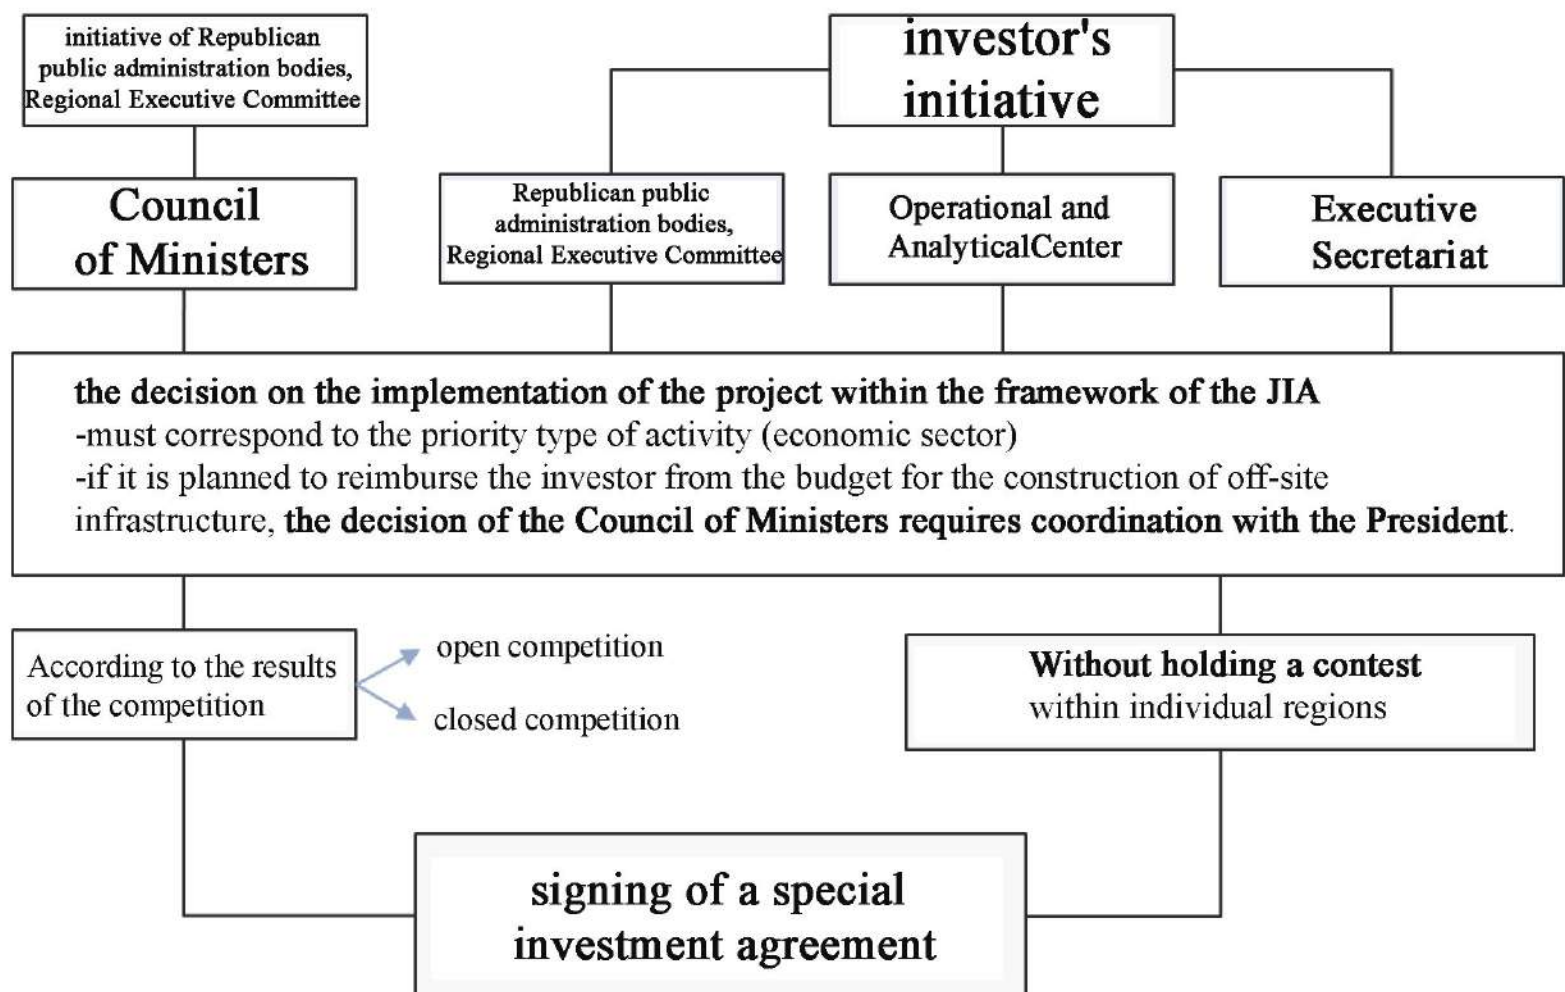 initiative of Republican
public administration bodies,
Regional Executive Committee
investor's
initiative
Council
of Ministers
Republican public
administration bodies,
Regional Executive Committee
Operational and
AnalyticalCenter
Executive
Secretariat
the decision on the implementation of the project within the framework of the JIA
-must correspond to the priority type of activity (economic sector)
-if it is planned to reimburse the investor from the budget for the construction of off-site
infrastructure, the decision of the Council of Ministers requires coordination with the President.
According to the results
of the competition
open competition
closed competition
Without holding a contest
within individual regions
signing of a special
investment agreement